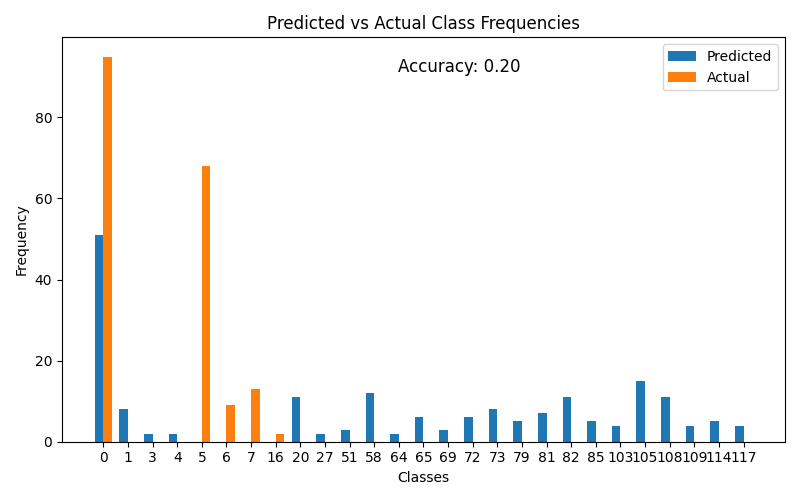 Predicted vs Actual Class Frequencies
Accuracy: 0.20
Predicted
Actual
Frequency
80
60
40
20
0
0 1 3 4 5 6 7 16 20 27 51 58 64 65 69 72 73 79 81 82 85 103 105 108 109 114 117
Classes